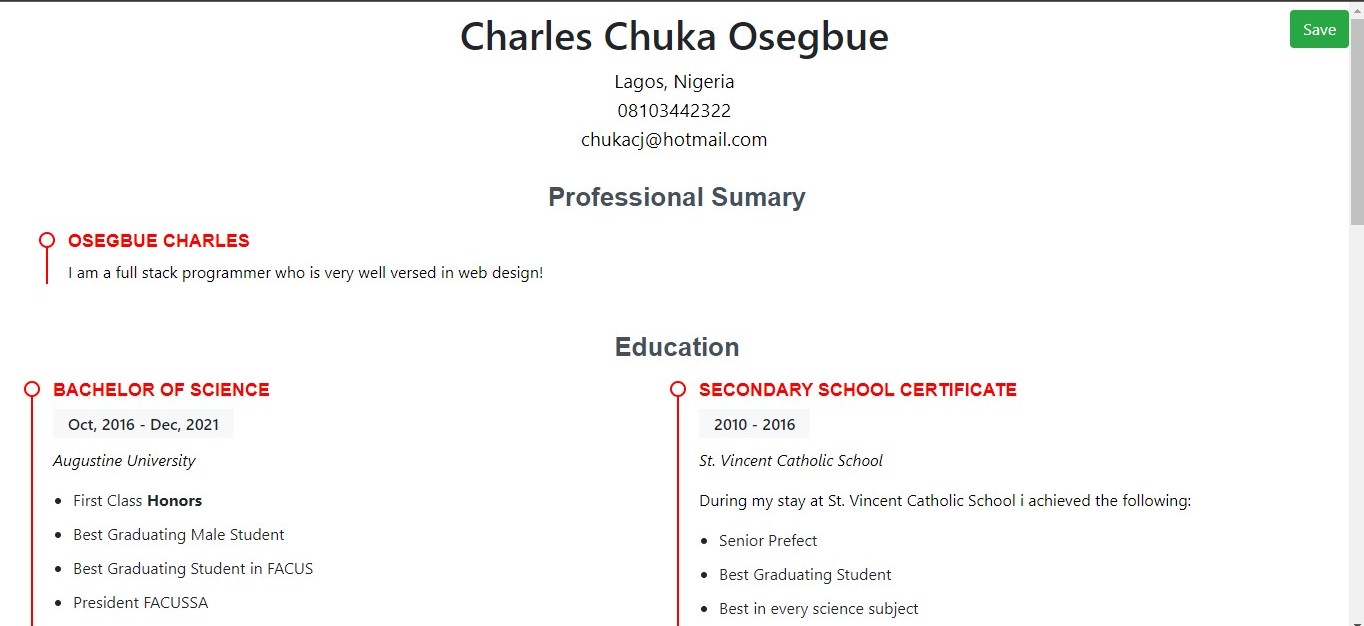 Charles Chuka Osegbue
Save
Lagos, Nigeria
08103442322
chukacj@hotmail.com
Professional Sumary
OSEGBUE CHARLES
I am a full stack programmer who is very well versed in web design!
Education
BACHELOR OF SCIENCE
Oct, 2016 - Dec, 2021
Augustine University
First Class Honors
Best Graduating Male Student
Best Graduating Student in FACUS
President FACUSSA
SECONDARY SCHOOL CERTIFICATE
2010 - 2016
St. Vincent Catholic School
During my stay at St. Vincent Catholic School i achieved the following:
Senior Prefect
Best Graduating Student
Best in every science subject